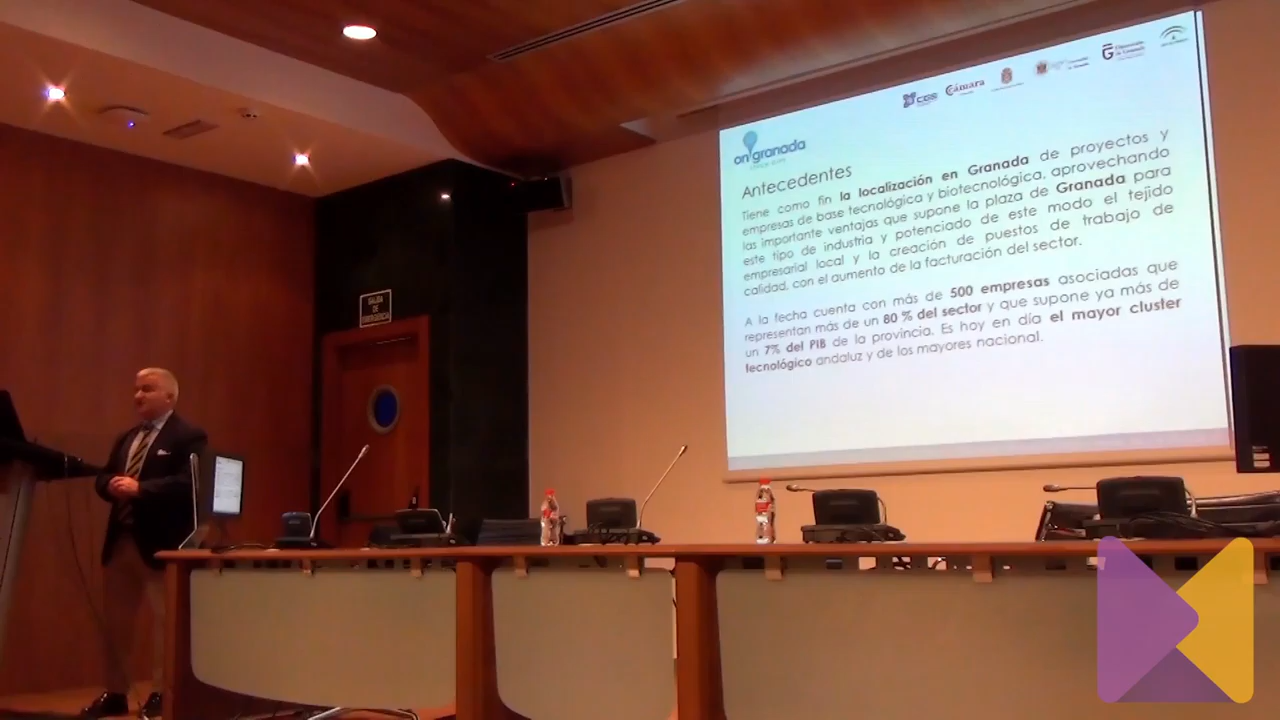 CGE
Cámara
Diputación
de Granada
on granada
Antecedentes
Tiene como fin la localización en Granada de proyectos y
empresas de base tecnológica y biotecnológica, aprovechando
las importante ventajas que supone la plaza de Granada para
este tipo de industria y potenciado de este modo el tejido
empresarial local y la creación de puestos de trabajo de
calidad, con el aumento de la facturación del sector.
A la fecha cuenta con más de 500 empresas asociadas que
representan más de un 80 % del sector y que supone ya más de
un 7% del PIB de la provincia. Es hoy en día el mayor cluster
tecnológico andaluz y de los mayores nacional.
SALIDA
DE
EMERGENCIA